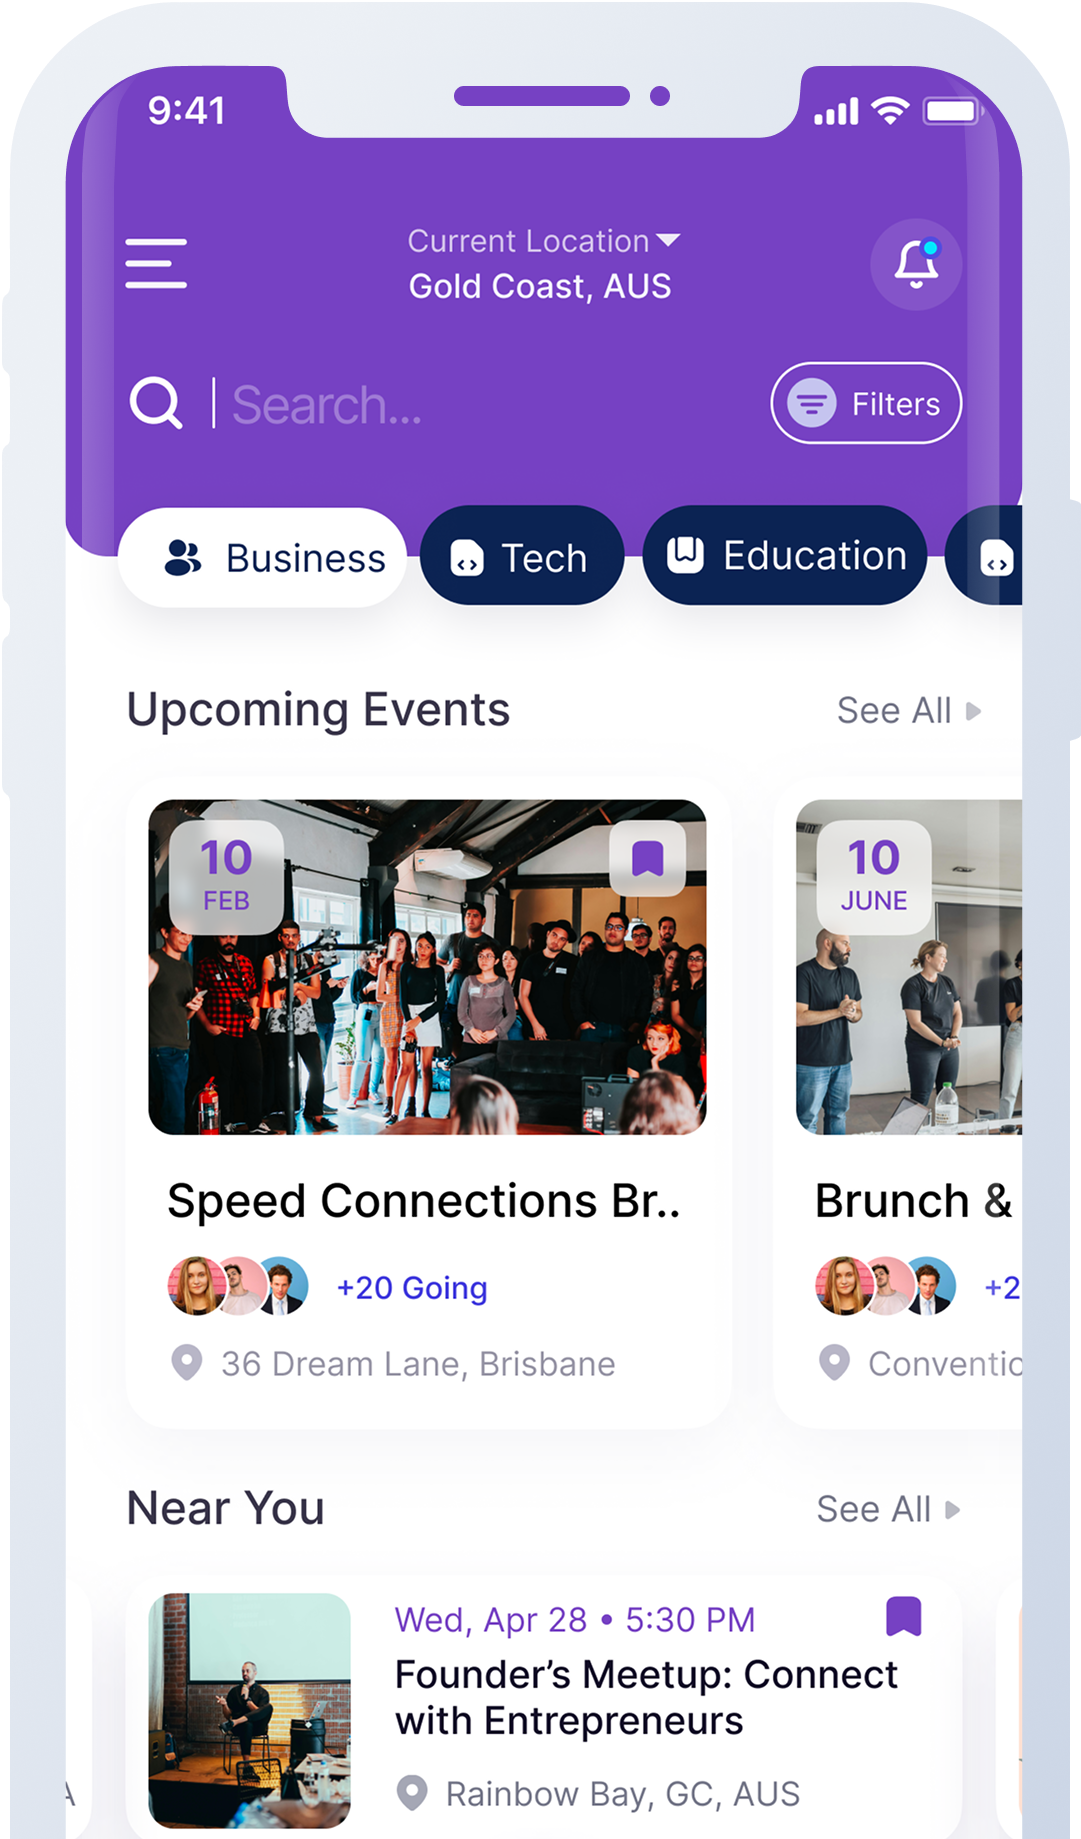 9:41
Current Location
Gold Coast, AUS
Search...
Filters
Business
Tech
Education
Upcoming Events
See All
10
FEB
10
JUNE
Speed Connections Br..
Brunch &
+20 Going
+2
36 Dream Lane, Brisbane
Conventio
Near You
See All
Wed, Apr 28 • 5:30 PM
Founder’s Meetup: Connect
with Entrepreneurs
A
Rainbow Bay, GC, AUS